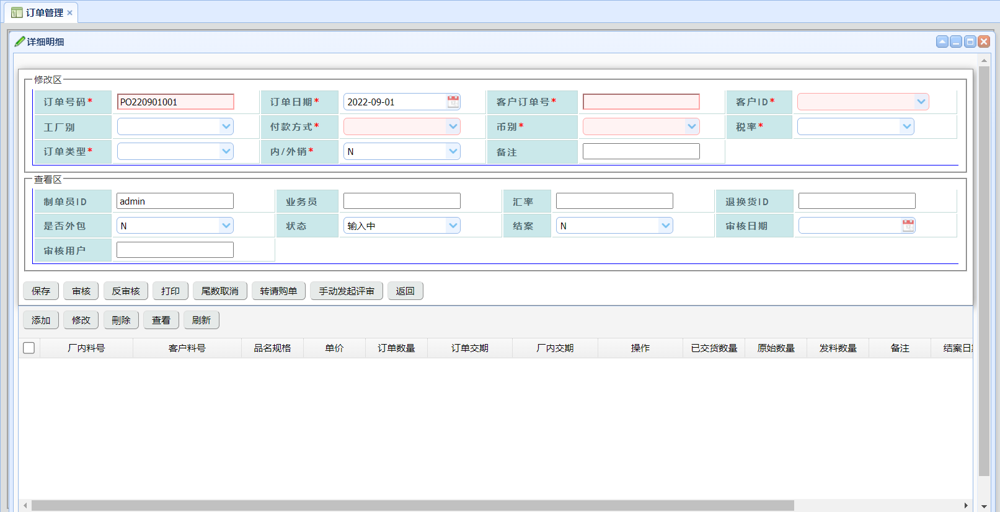 订单管理
详细明细
修改区
订单号码* PO220901001 订单日期* 2022-09-01 客户订单号* 客户ID*
工厂别 付款方式* 币别* 税率*
订单类型* 内/外销* N 备注
查看区
制单员ID admin 业务员 汇率 退换货ID
是否外包 N 状态 输入中 结案 N 审核日期
审核用户
保存 审核 反审核 打印 尾数取消 转请购单 手动发起评审 返回
添加 修改 刪除 查看 刷新
厂内料号 客户料号 品名规格 单价 订单数量 订单交期 厂内交期 操作 已交货数量 原始数量 发料数量 备注 结案日